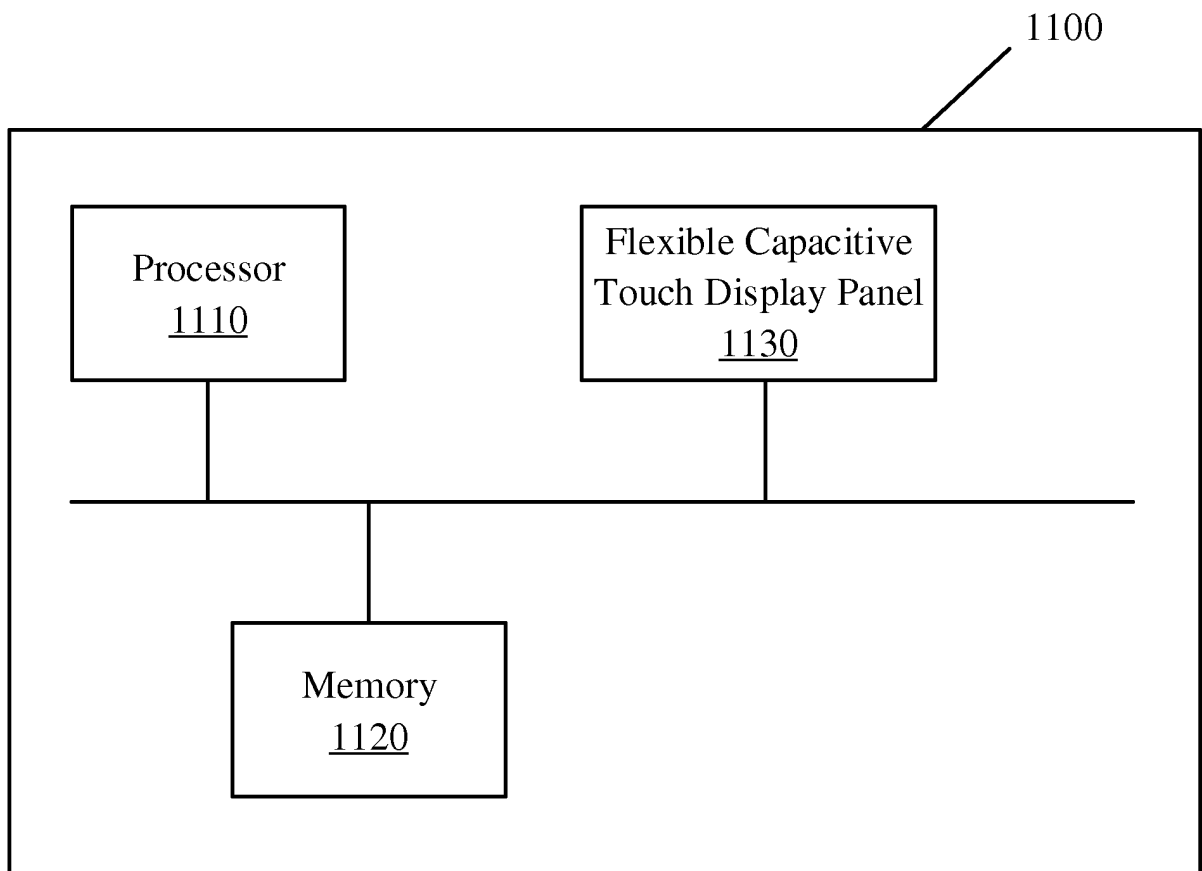 1100
Processor
1110
Flexible Capacitive
Touch Display Panel
1130
Memory
1120